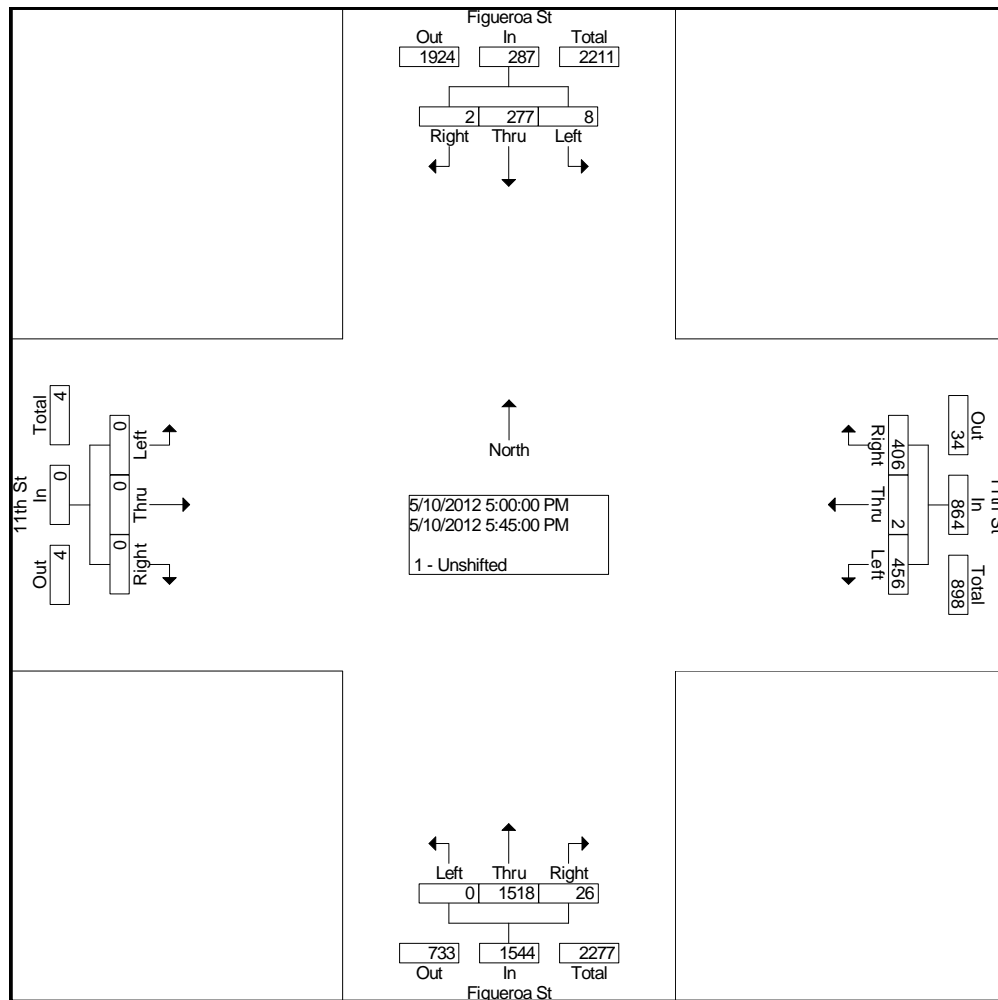 Figueroa St
Out In Total
1924 287 2211
2 277 8
Right Thru Left
11th St
Total In Out
4 0 4
0 0 0
Left Thru Right
North
5/10/2012 5:00:00 PM
5/10/2012 5:45:00 PM
1 - Unshifted
Right Thru Left
406 2 456
Out In Total
34 864 898
11th St
Left Thru Right
0 1518 26
733 1544 2277
Out In Total
Figueroa St